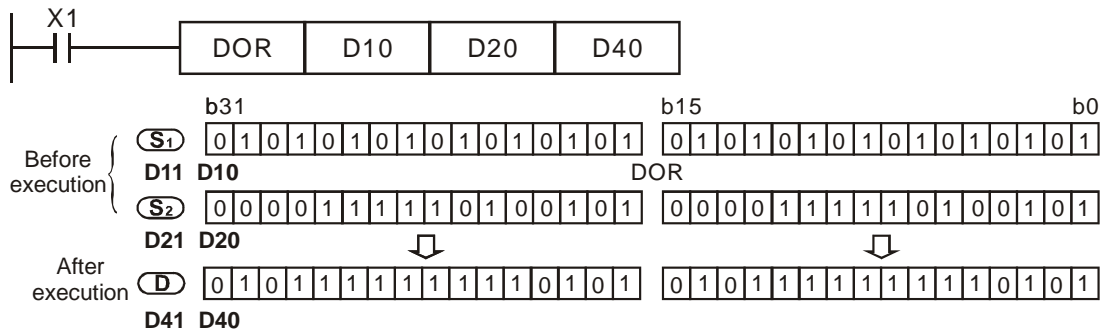 X1
DOR D10 D20 D40
b31 b15 b0
Before execution
S1 0 1 0 1 0 1 0 1 0 1 0 1 0 1 0 1 0 1 0 1 0 1 0 1 0 1 0 1 0 1 0 1
D11 D10 DOR
S2 0 0 0 0 1 1 1 1 1 0 1 0 0 1 0 1 0 0 0 0 1 1 1 1 1 0 1 0 0 1 0 1
D21 D20
After execution
D 0 1 0 1 1 1 1 1 1 1 1 1 0 1 0 1 0 1 0 1 1 1 1 1 1 1 1 1 0 1 0 1
D41 D40